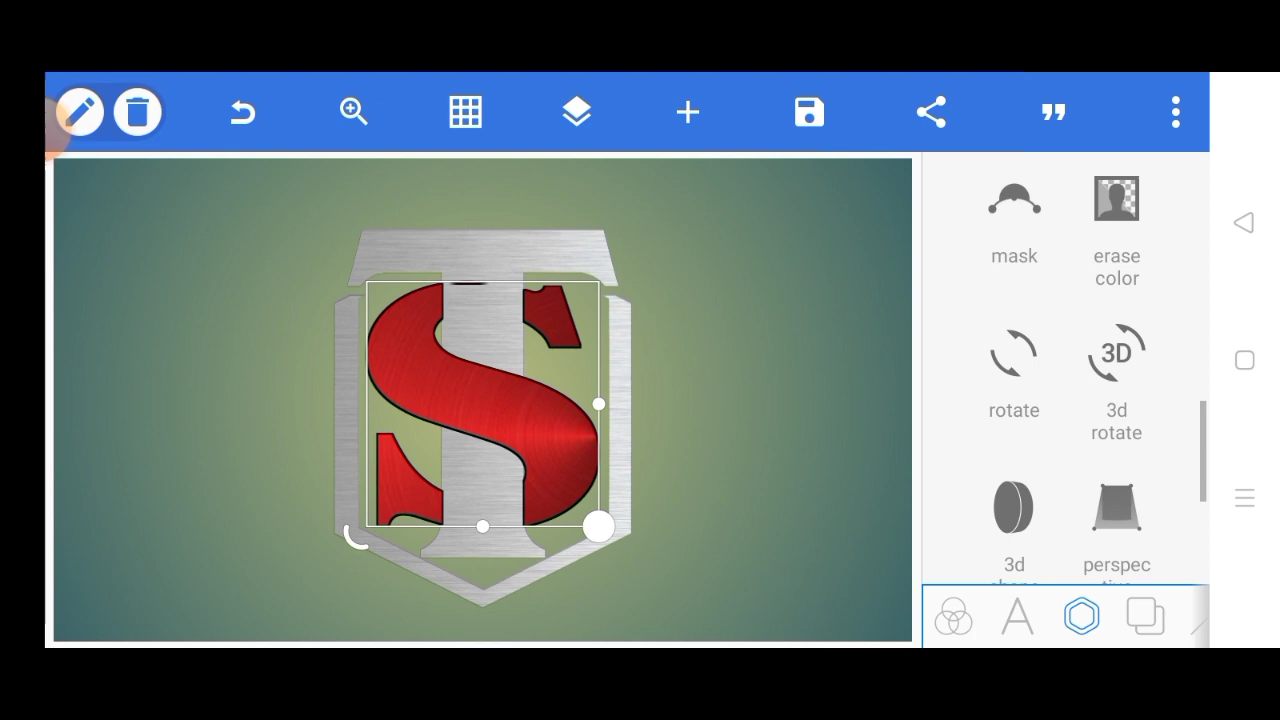 T
S
mask
erase
color
rotate
3D
3d
rotate
3d
perspec
A